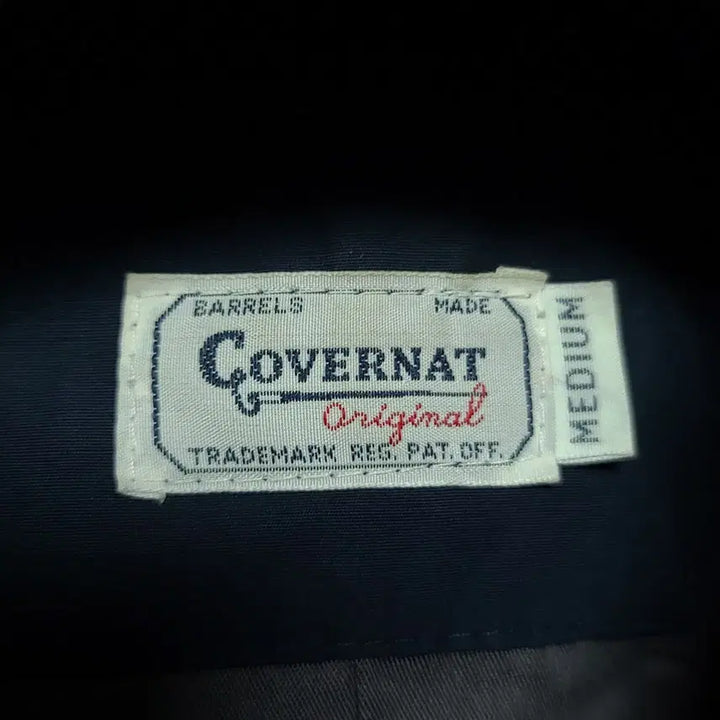 BARRELS MADE
COVERNAT
Original
TRADEMARK REG. PAT. OFF.
MEDIUM